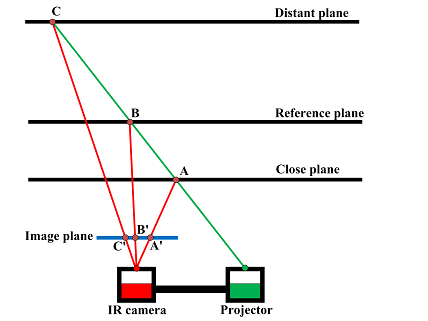 C
Distant plane
B
Reference plane
A
Close plane
Image plane
B'
C'
A'
IR camera
Projector